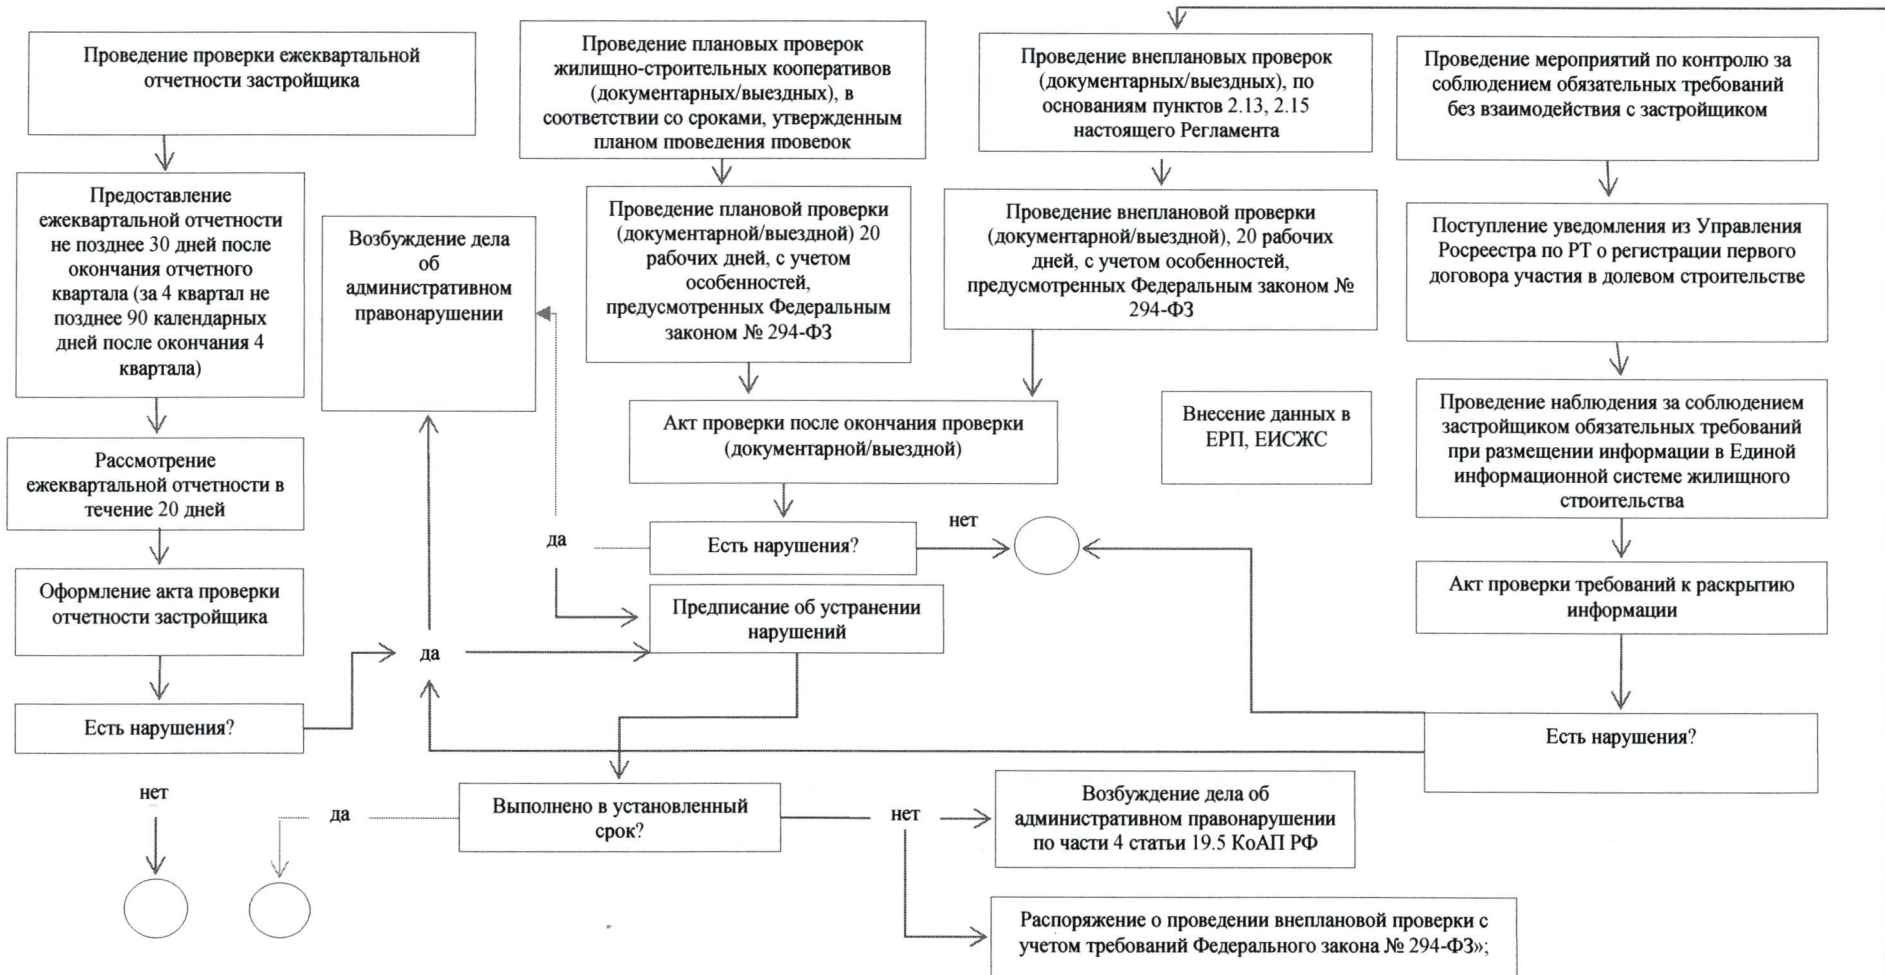 Проведение проверки ежеквартальной
отчетности застройщика
Проведение плановых проверок
жилищно-строительных кооперативов
(документарных/выездных), в
соответствии со сроками, утвержденным
планом проведения проверок
Проведение внеплановых проверок
(документарных/выездных), по
основаниям пунктов 2.13, 2.15
настоящего Регламента
Проведение мероприятий по контролю за
соблюдением обязательных требований
без взаимодействия с застройщиком
Предоставление
ежеквартальной отчетности
не позднее 30 дней после
окончания отчетного
квартала (за 4 квартал не
позднее 90 календарных
дней после окончания 4
квартала)
Возбуждение дела
об
административном
правонарушении
Проведение плановой проверки
(документарной/выездной) 20
рабочих дней, с учетом
особенностей,
предусмотренных Федеральным
законом № 294-ФЗ
Проведение внеплановой проверки
(документарной/выездной), 20 рабочих
дней, с учетом особенностей,
предусмотренных Федеральным законом №
294-ФЗ
Поступление уведомления из Управления
Росреестра по РТ о регистрации первого
договора участия в долевом строительстве
Рассмотрение
ежеквартальной отчетности в
течение 20 дней
Акт проверки после окончания проверки
(документарной/выездной)
Внесение данных в
ЕРП, ЕИСЖС
Проведение наблюдения за соблюдением
застройщиком обязательных требований
при размещении информации в Единой
информационной системе жилищного
строительства
Оформление акта проверки
отчетности застройщика
да
Есть нарушения?
нет
Предписание об устранении
нарушений
Акт проверки требований к раскрытию
информации
Есть нарушения?
да
Есть нарушения?
нет
да
Выполнено в установленный
срок?
нет
Возбуждение дела об
административном правонарушении
по части 4 статьи 19.5 КоАП РФ
Распоряжение о проведении внеплановой проверки с
учетом требований Федерального закона № 294-ФЗ»;